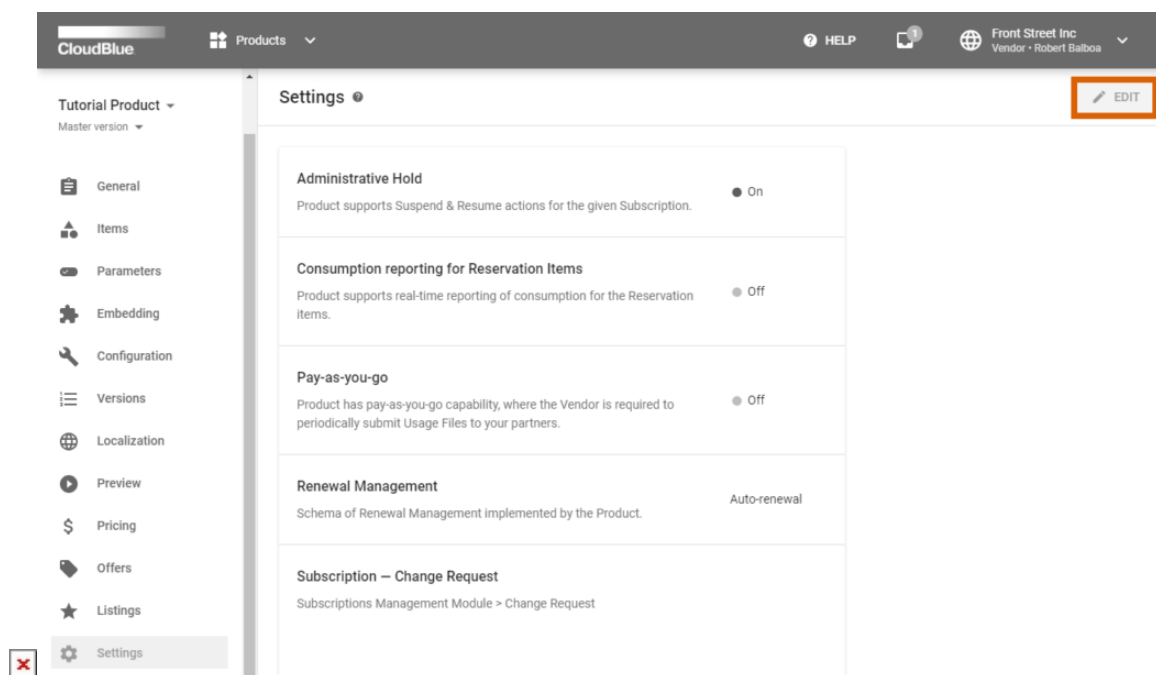 CloudBlue
Products
HELP
1
Front Street Inc
Vendor • Robert Balboa
Tutorial Product
Master version
General
Items
Parameters
Embedding
Configuration
Versions
Localization
Preview
Pricing
Offers
Listings
Settings
Settings
EDIT
Administrative Hold
Product supports Suspend & Resume actions for the given Subscription.
On
Consumption reporting for Reservation Items
Product supports real-time reporting of consumption for the Reservation
items.
Off
Pay-as-you-go
Product has pay-as-you-go capability, where the Vendor is required to
periodically submit Usage Files to your partners.
Off
Renewal Management
Schema of Renewal Management implemented by the Product.
Auto-renewal
Subscription — Change Request
Subscriptions Management Module > Change Request